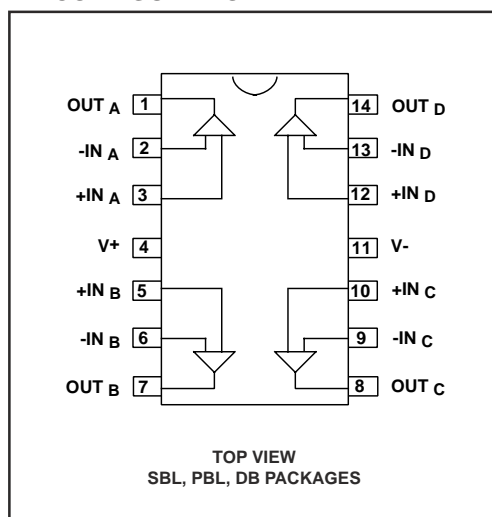 OUT A 1 14 OUT D
-IN A 2 13 -IN D
+IN A 3 12 +IN D
V+ 4 11 V-
+IN B 5 10 +IN C
-IN B 6 9 -IN C
OUT B 7 8 OUT C
TOP VIEW
SBL, PBL, DB PACKAGES